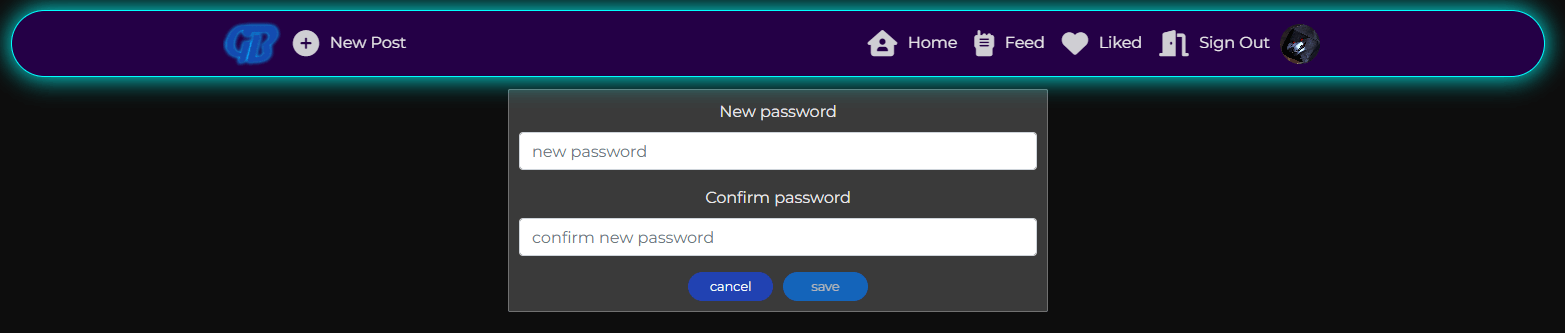 GB New Post Home Feed Liked Sign Out
New password
new password
Confirm password
confirm new password
cancel save